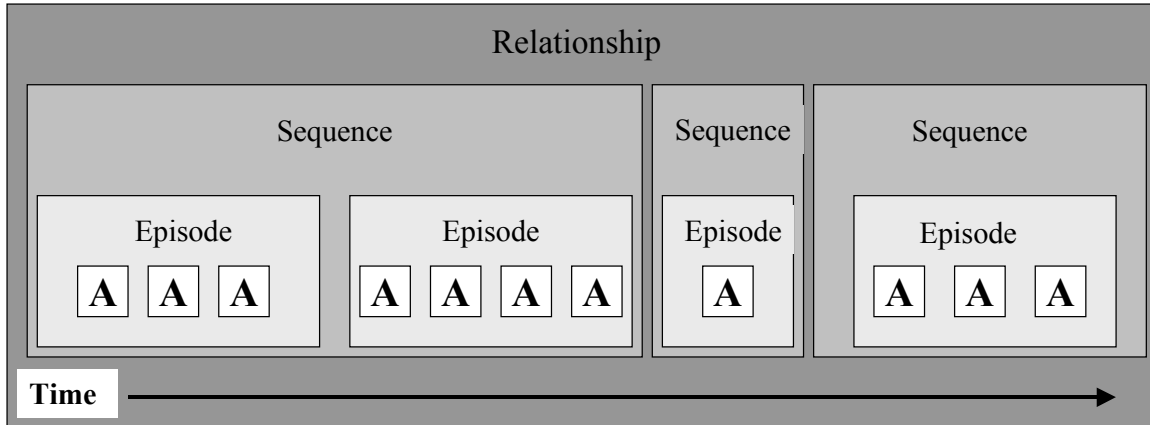 Relationship
Sequence Sequence Sequence
Episode Episode Episode Episode
A A A A A A A A A A A
Time